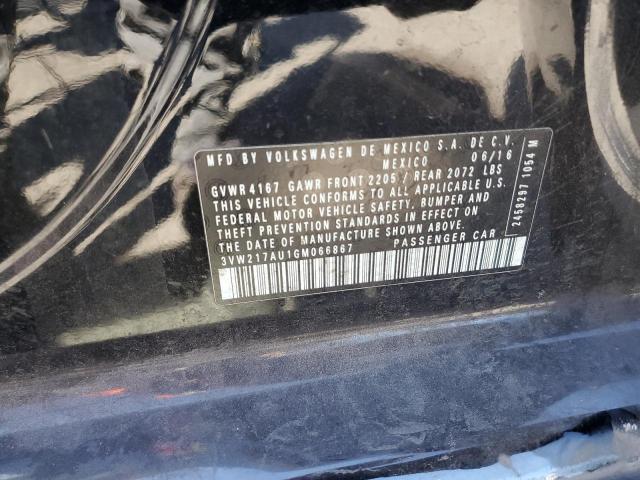 MFD BY VOLKSWAGEN DE MEXICO S.A. DE C.V.
MEXICO 06/16
GVWR 4167 GAWR FRONT 2205 / REAR 2072 LBS
THIS VEHICLE CONFORMS TO ALL APPLICABLE U.S.
FEDERAL MOTOR VEHICLE SAFETY, BUMPER AND
THEFT PREVENTION STANDARDS IN EFFECT ON
THE DATE OF MANUFACTURE SHOWN ABOVE.
3VW217AU1GM066867 PASSENGER CAR
2458297 1054 M